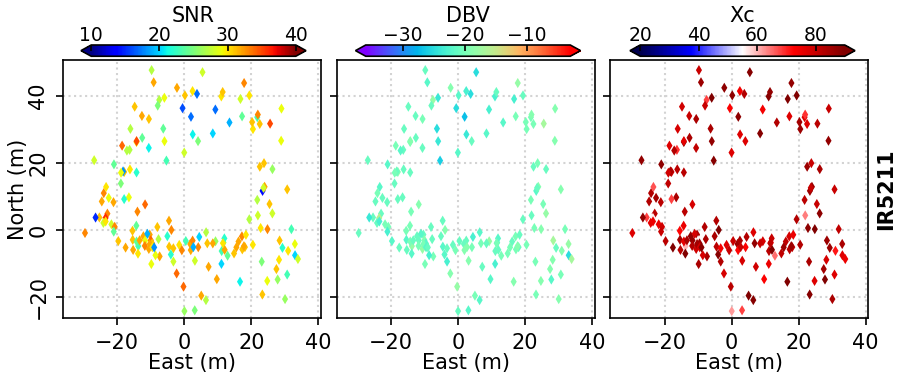 SNR DBV Xc
10 20 30 40 −30 −20 −10 20 40 60 80
North (m)
40
20
0
−20
−20 0 20 40 −20 0 20 40 −20 0 20 40
East (m) East (m) East (m)
IR5211